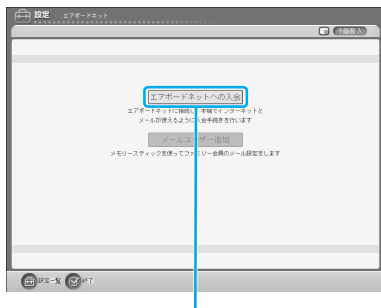 設定 エアボードネット
子画面入
エアボードネットへの入会
エアボードネットに接続し、本機でインターネットと
メールが使えるように入会手続きを行います
メールユーザー追加
メモリースティックを使ってファミリー会員のメール設定をします
設定一覧 終了